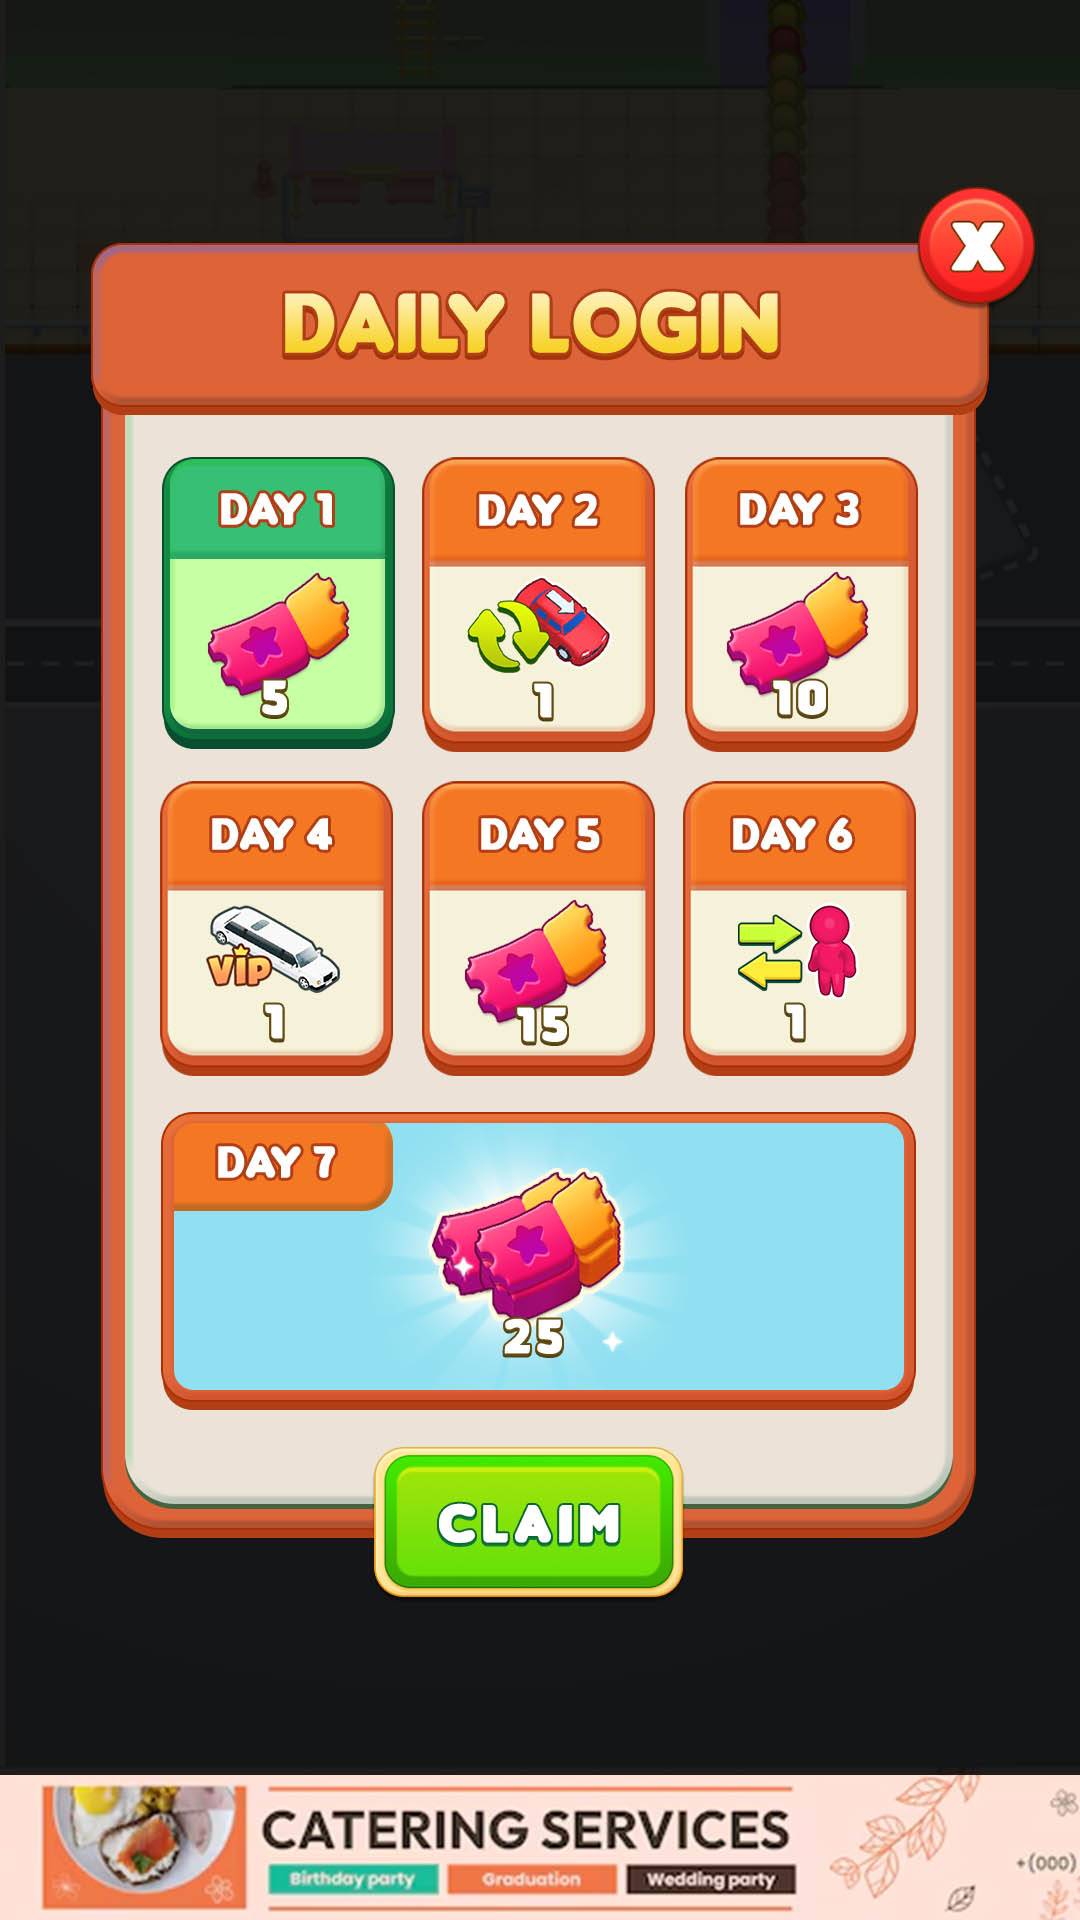 X
DAILY LOGIN
DAY 1
5
DAY 2
1
DAY 3
10
DAY 4
VIP
1
DAY 5
15
DAY 6
1
DAY 7
25
CLAIM
CATERING SERVICES
Birthday party
Graduation
Wedding party
+(000)